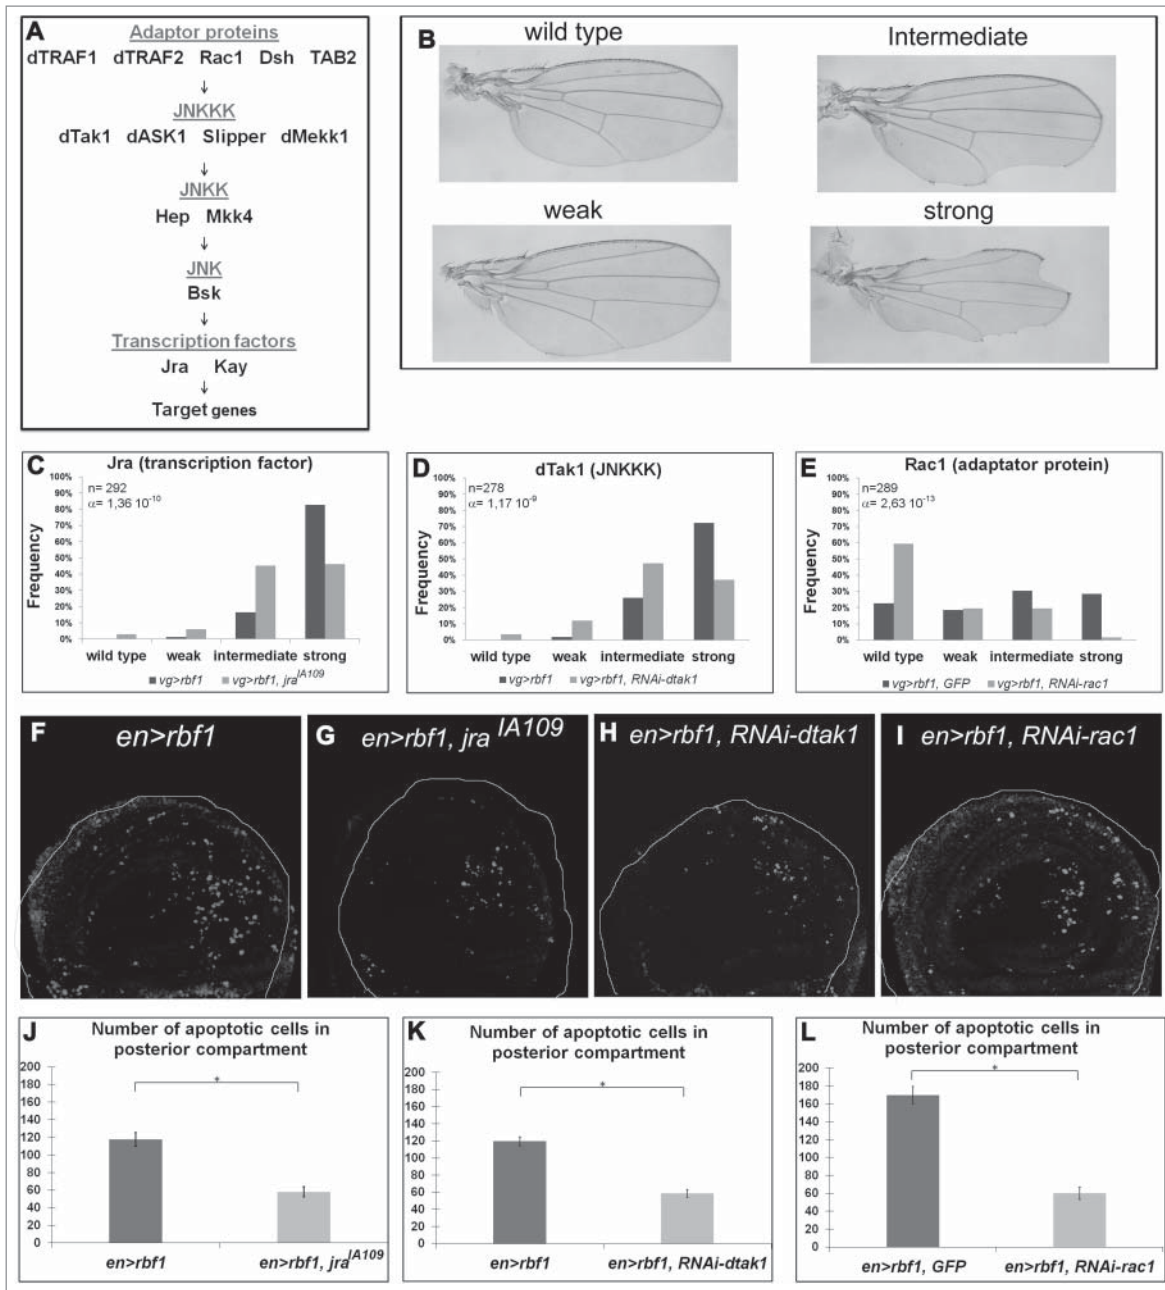 A
Adaptor proteins
dTRAF1 dTRAF2 Rac1 Dsh TAB2
↓
JNKKK
dTak1 dASK1 Slipper dMekk1
↓
JNKK
Hep Mkk4
↓
JNK
Bsk
↓
Transcription factors
Jra Kay
↓
Target genes
B
wild type
Intermediate
weak
strong
C
Jra (transcription factor)
n= 292
α= 1,36 10-10
Frequency
100%
90%
80%
70%
60%
50%
40%
30%
20%
10%
0%
wild type weak intermediate strong
vg>rbf1 vg>rbf1, jraIA109
D
dTak1 (JNKKK)
n=278
α= 1,17 10-9
Frequency
100%
90%
80%
70%
60%
50%
40%
30%
20%
10%
0%
wild type weak intermediate strong
vg>rbf1 vg>rbf1, RNAi-dtak1
E
Rac1 (adaptator protein)
n=289
α= 2,63 10-13
Frequency
100%
90%
80%
70%
60%
50%
40%
30%
20%
10%
0%
wild type weak intermediate strong
vg>rbf1, GFP vg>rbf1, RNAi-rac1
F en>rbf1
G en>rbf1, jra IA109
H en>rbf1, RNAi-dtak1
I en>rbf1, RNAi-rac1
J
Number of apoptotic cells in
posterior compartment
200
180
160
140
120
100
80
60
40
20
0
*
en>rbf1 en>rbf1, jraIA109
K
Number of apoptotic cells in
posterior compartment
200
180
160
140
120
100
80
60
40
20
0
*
en>rbf1 en>rbf1, RNAi-dtak1
L
Number of apoptotic cells in
posterior compartment
200
180
160
140
120
100
80
60
40
20
0
*
en>rbf1, GFP en>rbf1, RNAi-rac1